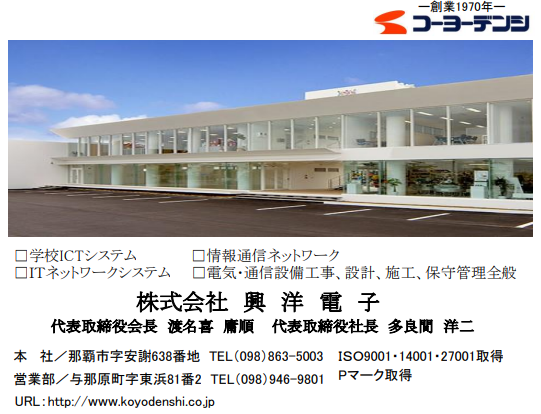 ―創業1970年―
コーヨーデンシ
□学校ICTシステム　　□情報通信ネットワーク
□ITネットワークシステム　□電気・通信設備工事、設計、施工、保守管理全般
株式会社 興 洋 電 子
代表取締役会長 渡名喜 庸順　代表取締役社長 多良間 洋二
本　社／那覇市字安謝638番地 TEL(098)863-5003　ISO9001・14001・27001取得
営業部／与那原町字東浜81番2 TEL(098)946-9801　Pマーク取得
URL：http://www.koyodenshi.co.jp